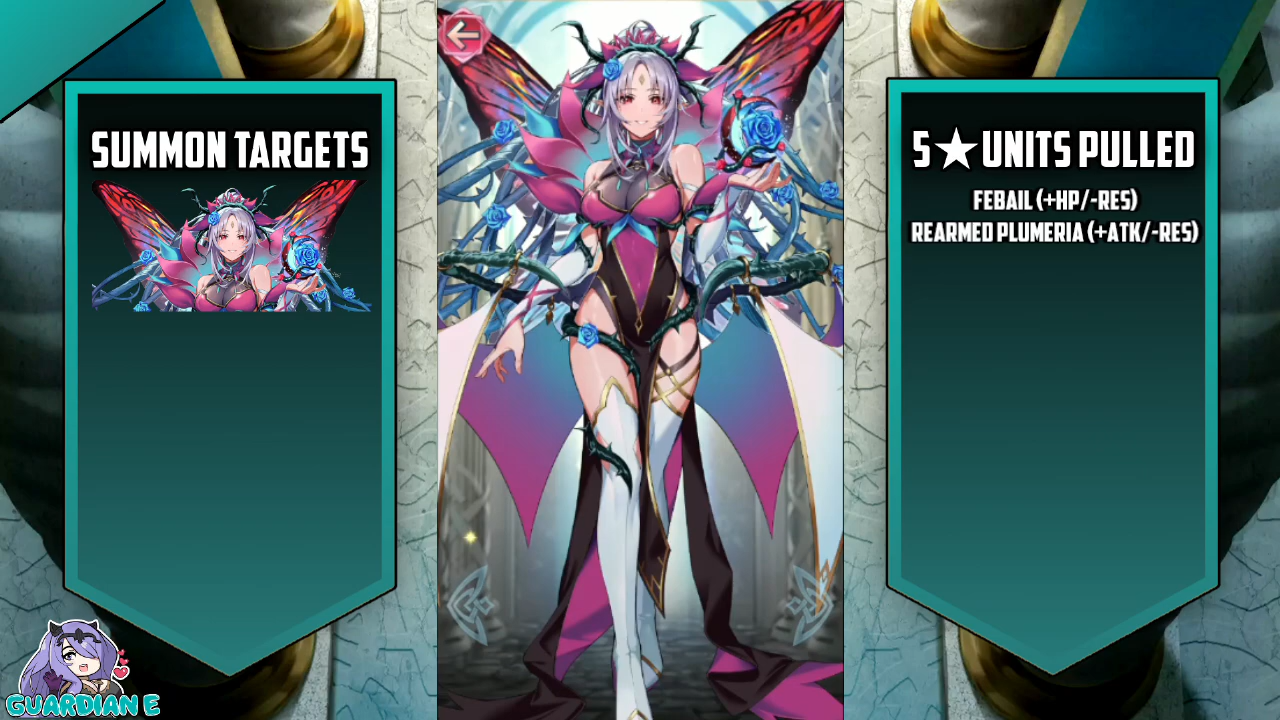 SUMMON TARGETS
5★UNITS PULLED
FEBAIL (+HP/-RES)
REARMED PLUMERIA (+ATK/-RES)
GUARDIAN E